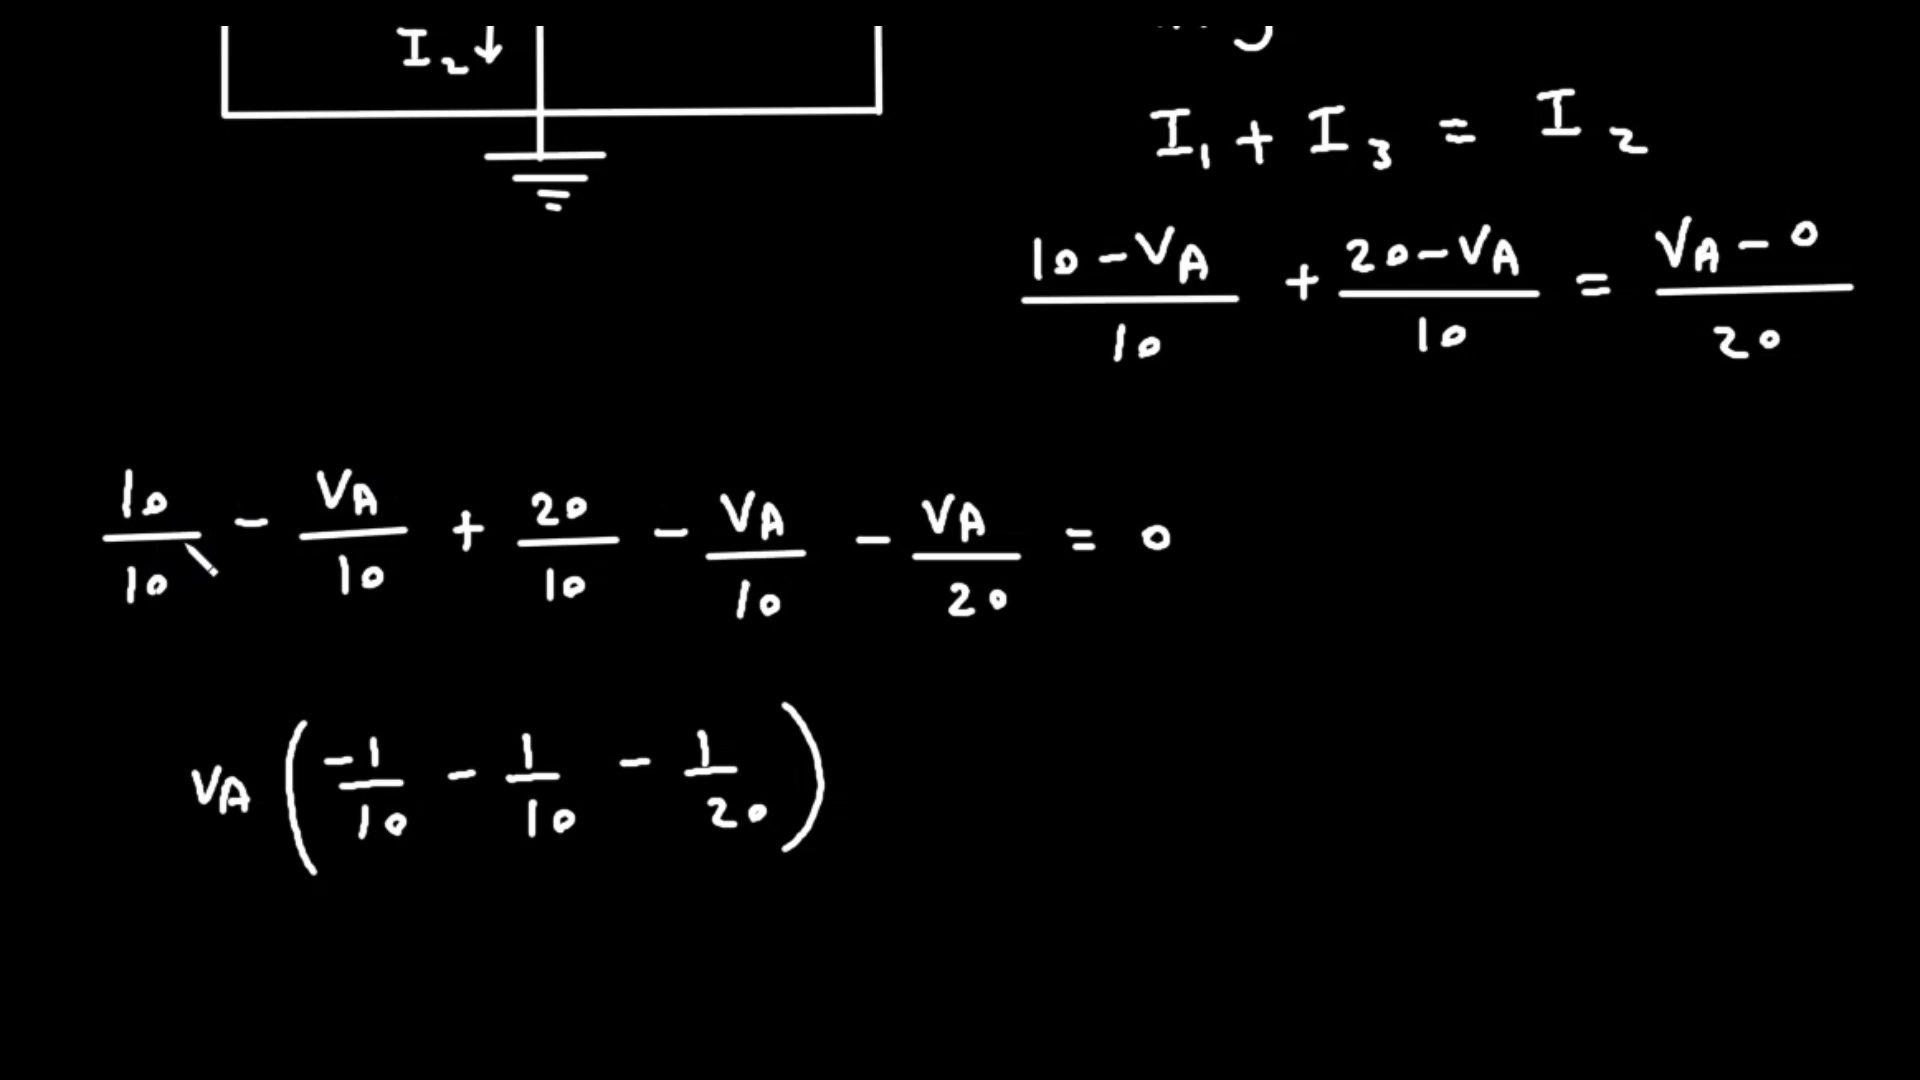 I₂↓
I₁ + I₃ = I₂
(10 - VA)/10 + (20 - VA)/10 = (VA - 0)/20
10/10 - VA/10 + 20/10 - VA/10 - VA/20 = 0
VA (-1/10 - 1/10 - 1/20)